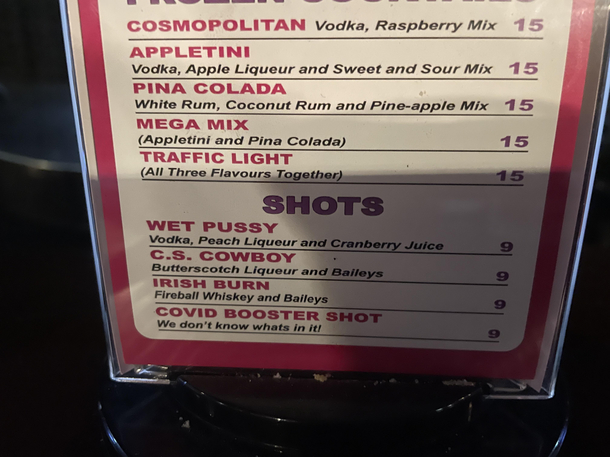 FROZEN COCKTAILS
COSMOPOLITAN Vodka, Raspberry Mix 15
APPLETINI
Vodka, Apple Liqueur and Sweet and Sour Mix 15
PINA COLADA
White Rum, Coconut Rum and Pine-apple Mix 15
MEGA MIX
(Appletini and Pina Colada) 15
TRAFFIC LIGHT
(All Three Flavours Together) 15
SHOTS
WET PUSSY
Vodka, Peach Liqueur and Cranberry Juice 9
C.S. COWBOY
Butterscotch Liqueur and Baileys 9
IRISH BURN
Fireball Whiskey and Baileys 9
COVID BOOSTER SHOT
We don't know whats in it! 9